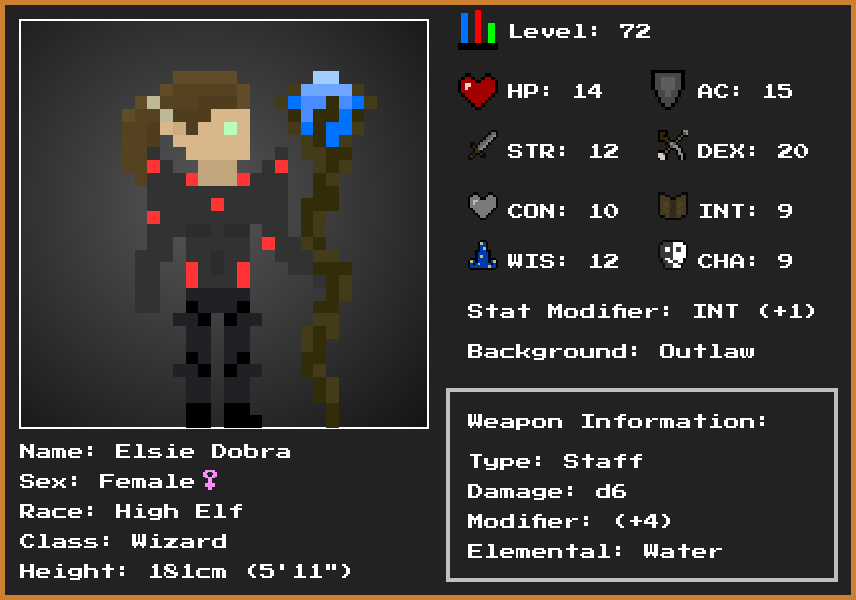 Level: 72
HP: 14
AC: 15
STR: 12
DEX: 20
CON: 10
INT: 9
WIS: 12
CHA: 9
Stat Modifier: INT (+1)
Background: Outlaw
Weapon Information:
Type: Staff
Damage: d6
Modifier: (+4)
Elemental: Water
Name: Elsie Dobra
Sex: Female♀
Race: High Elf
Class: Wizard
Height: 181cm (5'11")